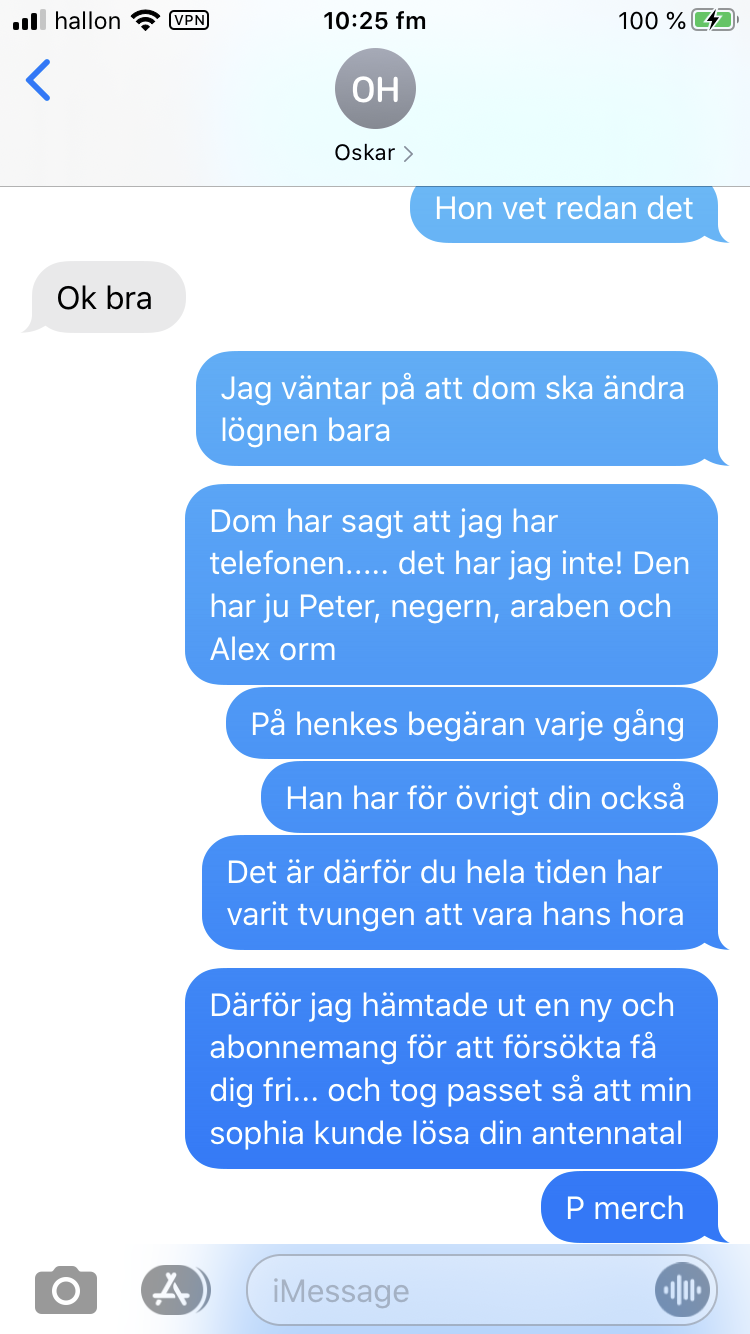 hallon VPN 10:25 fm 100 %
OH
Oskar
Hon vet redan det
Ok bra
Jag väntar på att dom ska ändra
lögnen bara
Dom har sagt att jag har
telefonen..... det har jag inte! Den
har ju Peter, negern, araben och
Alex orm
På henkes begäran varje gång
Han har för övrigt din också
Det är därför du hela tiden har
varit tvungen att vara hans hora
Därför jag hämtade ut en ny och
abonnemang för att försökta få
dig fri... och tog passet så att min
sophia kunde lösa din antennatal
P merch
iMessage